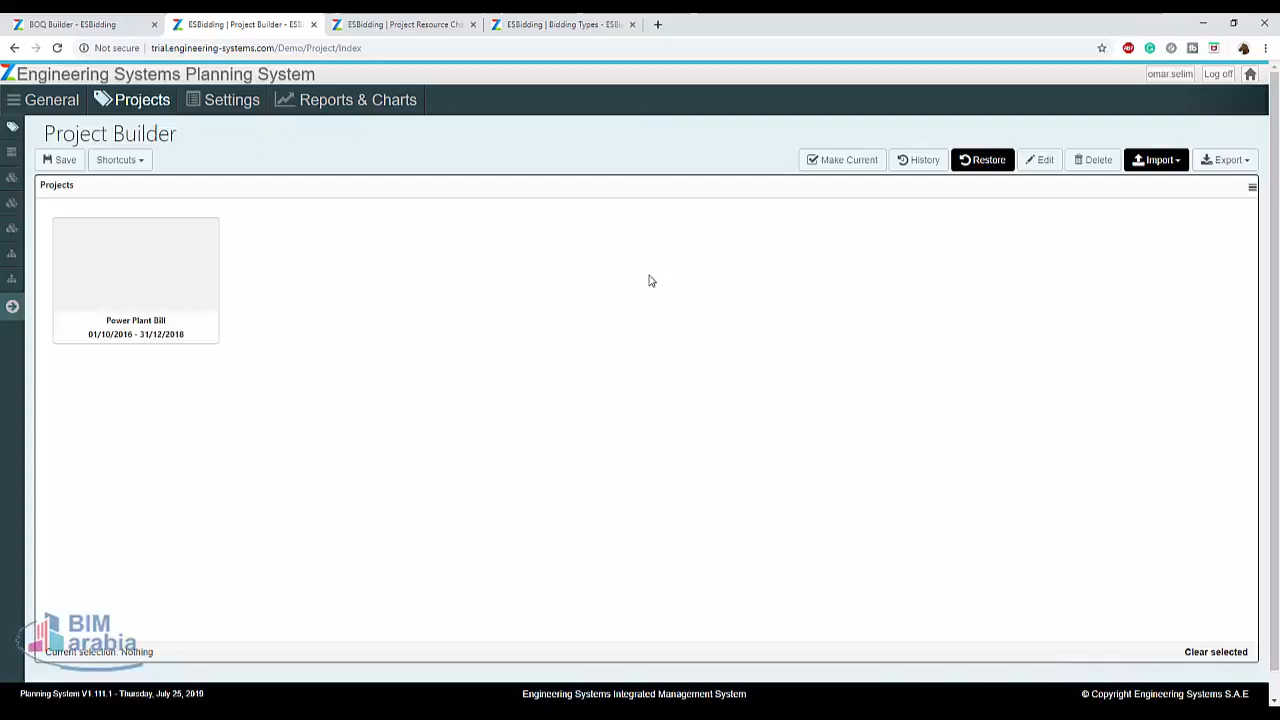 BOQ Builder - ESBidding
ESBidding | Project Builder - ESB
ESBidding | Project Resource Cha
ESBidding | Bidding Types - ESBi
Not secure | trial.engineering-systems.com/Demo/Project/Index
Engineering Systems Planning System
omar.selim
Log off
General
Projects
Settings
Reports & Charts
Project Builder
Save
Shortcuts
Make Current
History
Restore
Edit
Delete
Import
Export
Projects
Power Plant Bill
01/10/2016 - 31/12/2018
BIM
arabia
Current selection: Nothing
Clear selected
Planning System V1.111.1 - Thursday, July 25, 2019
Engineering Systems Integrated Management System
© Copyright Engineering Systems S.A.E